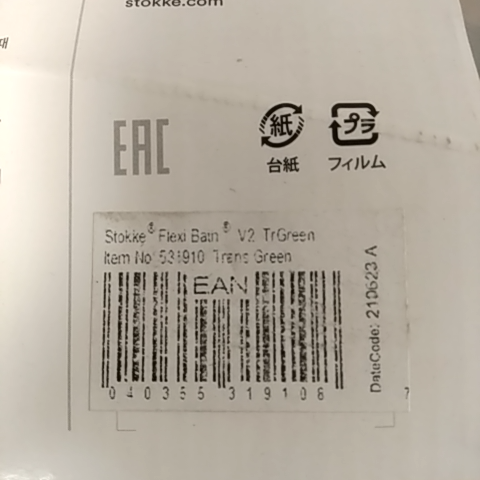 stokke.com
EAC
紙
プラ
台紙
フィルム
Stokke® Flexi Bath® V2 TrGreen
Item No 531910 Trans Green
EAN
DateCode: 210623 A
0 40355 319108 7